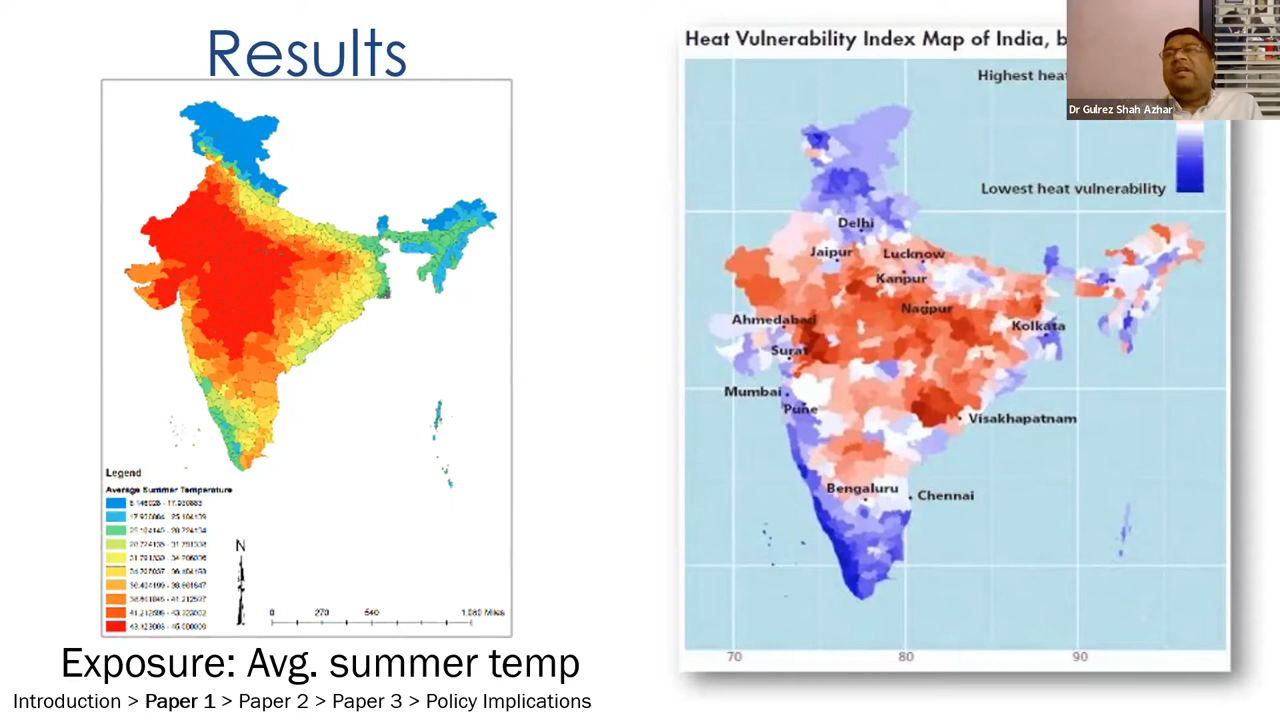 Results
Legend
Average Summer Temperature
N
0 270 540 1,080 Miles
Exposure: Avg. summer temp
Introduction > Paper 1 > Paper 2 > Paper 3 > Policy Implications
Heat Vulnerability Index Map of India, b
Highest hea
Dr Gulrez Shah Azhar
Lowest heat vulnerability
Delhi
Jaipur
Lucknow
Kanpur
Nagpur
Ahmedabad
Kolkata
Surat
Mumbai
Pune
Visakhapatnam
Bengaluru
Chennai
70 80 90